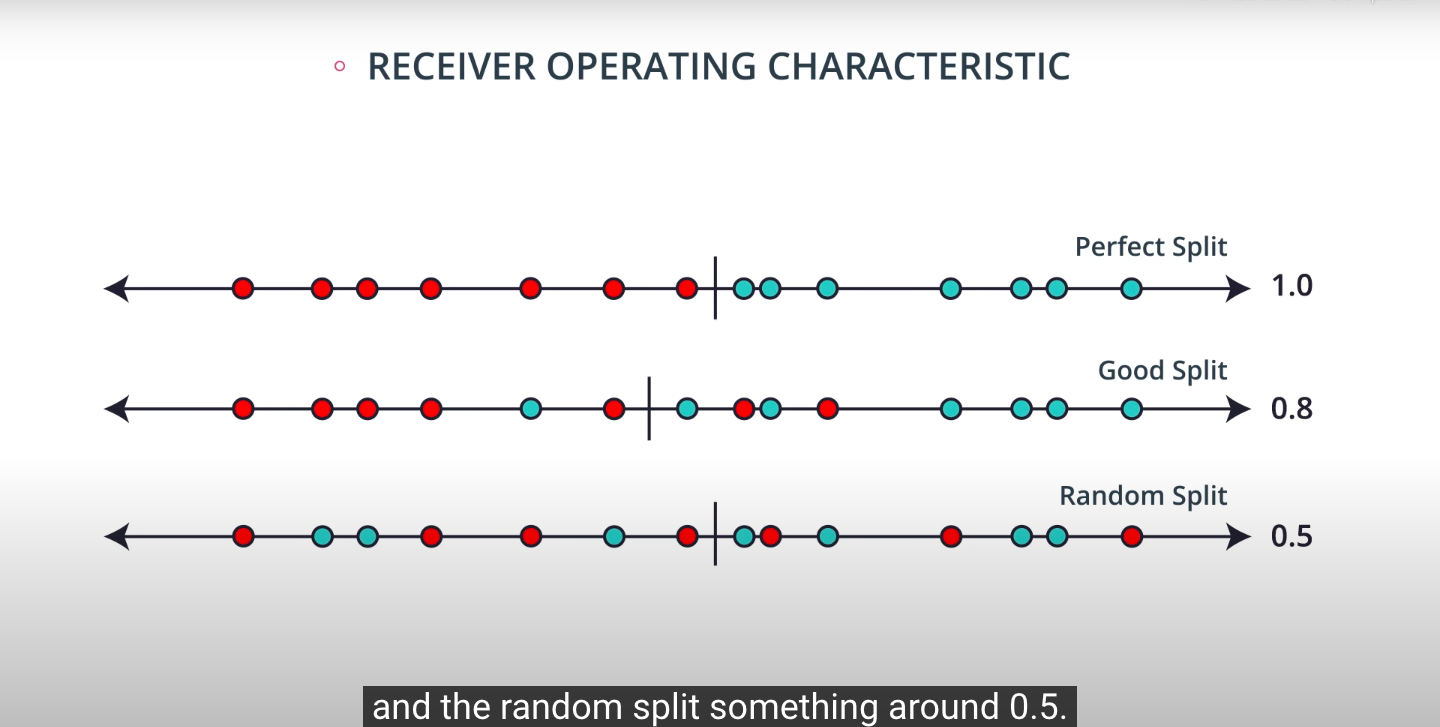 RECEIVER OPERATING CHARACTERISTIC
Perfect Split
1.0
Good Split
0.8
Random Split
0.5
and the random split something around 0.5.